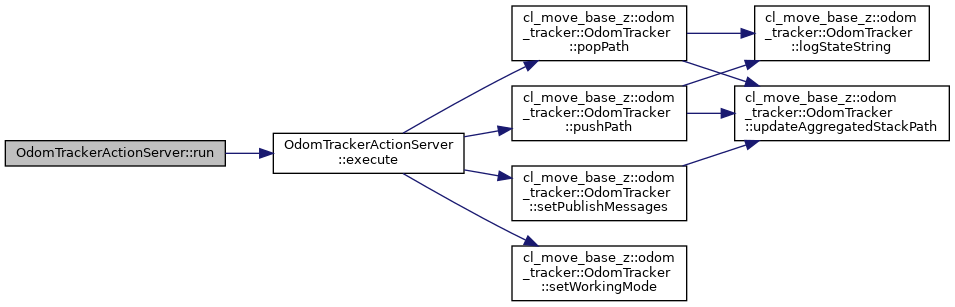 OdomTrackerActionServer::run
OdomTrackerActionServer
::execute
cl_move_base_z::odom
_tracker::OdomTracker
::popPath
cl_move_base_z::odom
_tracker::OdomTracker
::pushPath
cl_move_base_z::odom
_tracker::OdomTracker
::setPublishMessages
cl_move_base_z::odom
_tracker::OdomTracker
::setWorkingMode
cl_move_base_z::odom
_tracker::OdomTracker
::logStateString
cl_move_base_z::odom
_tracker::OdomTracker
::updateAggregatedStackPath